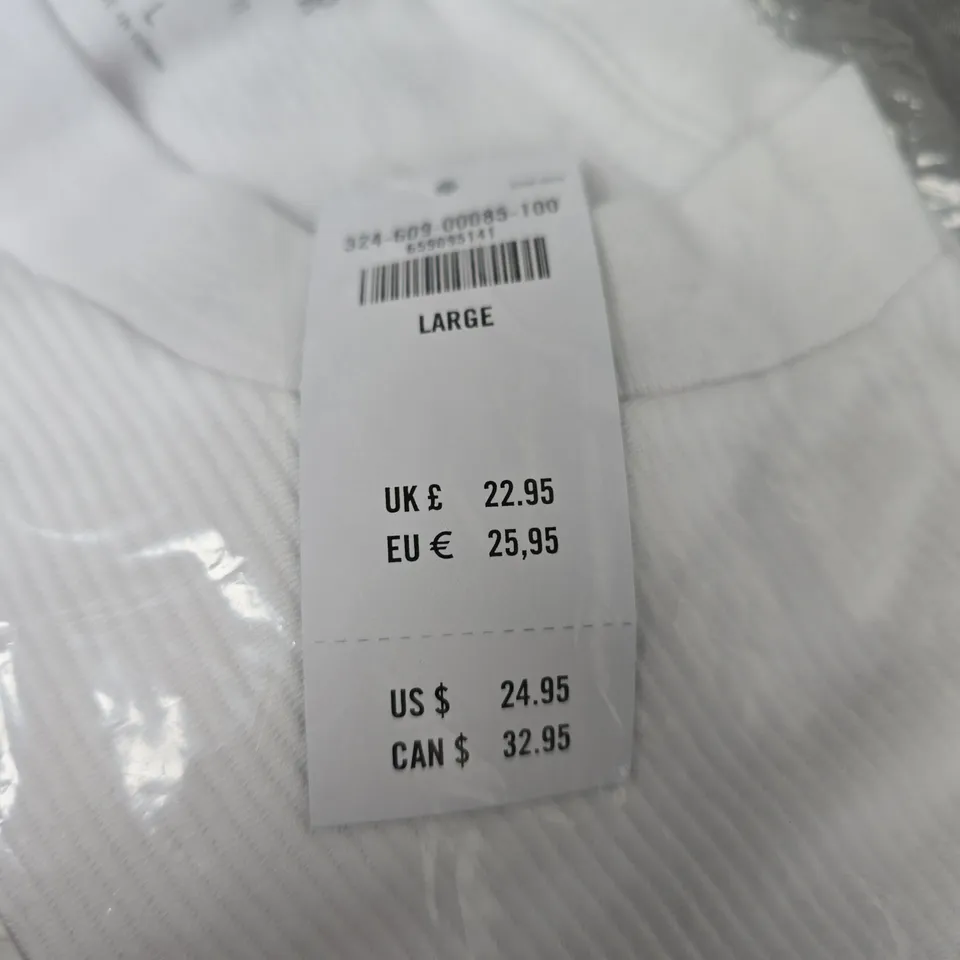 324-609-00085-100
659095141
LARGE
UK £ 22.95
EU € 25,95
US $ 24.95
CAN $ 32.95